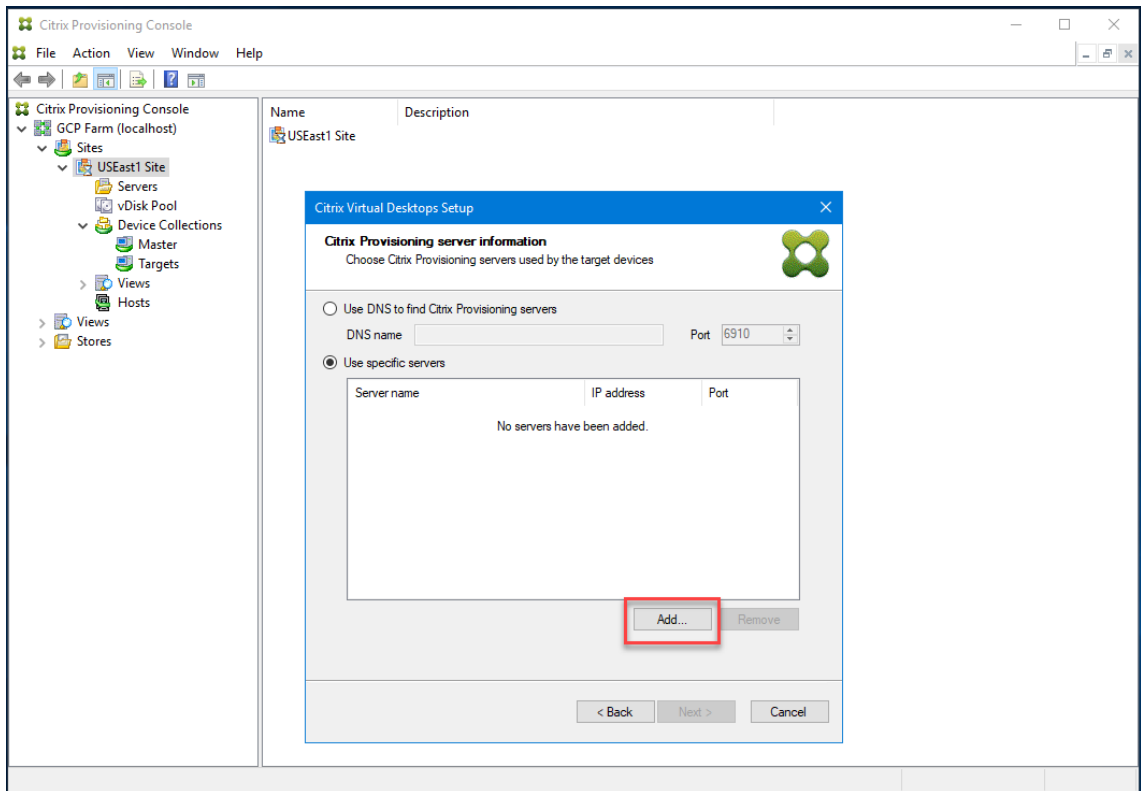 Citrix Provisioning Console
File Action View Window Help
Citrix Provisioning Console
GCP Farm (localhost)
Sites
USEast1 Site
Servers
vDisk Pool
Device Collections
Master
Targets
Views
Hosts
Views
Stores
Name Description
USEast1 Site
Citrix Virtual Desktops Setup
Citrix Provisioning server information
Choose Citrix Provisioning servers used by the target devices
Use DNS to find Citrix Provisioning servers
DNS name Port 6910
Use specific servers
Server name IP address Port
No servers have been added.
Add... Remove
< Back Next > Cancel